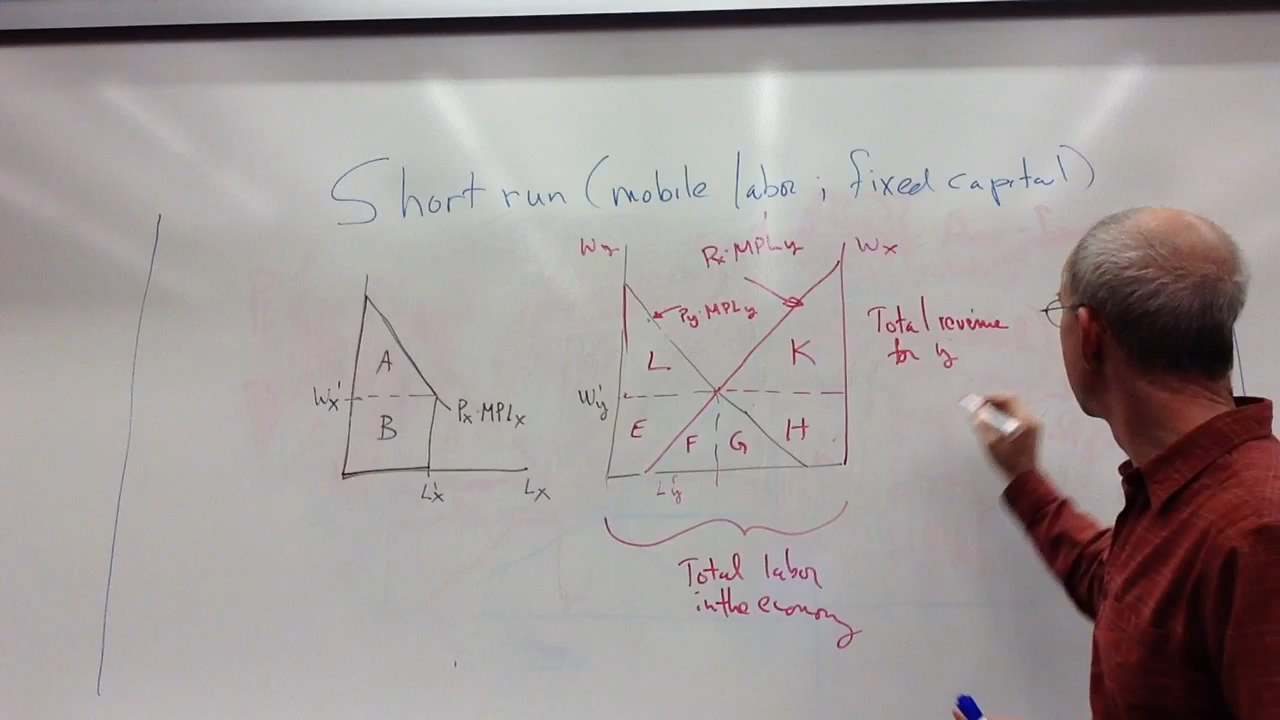 Short run (mobile labor ; fixed capital)
Wy
Px·MPLy
Wx
A
Py·MPLy
L
K
Total revenue
for y
Wx'
Wy'
Px·MPLx
B
E
F
G
H
Lx'
Lx
Ly'
Total labor
in the economy